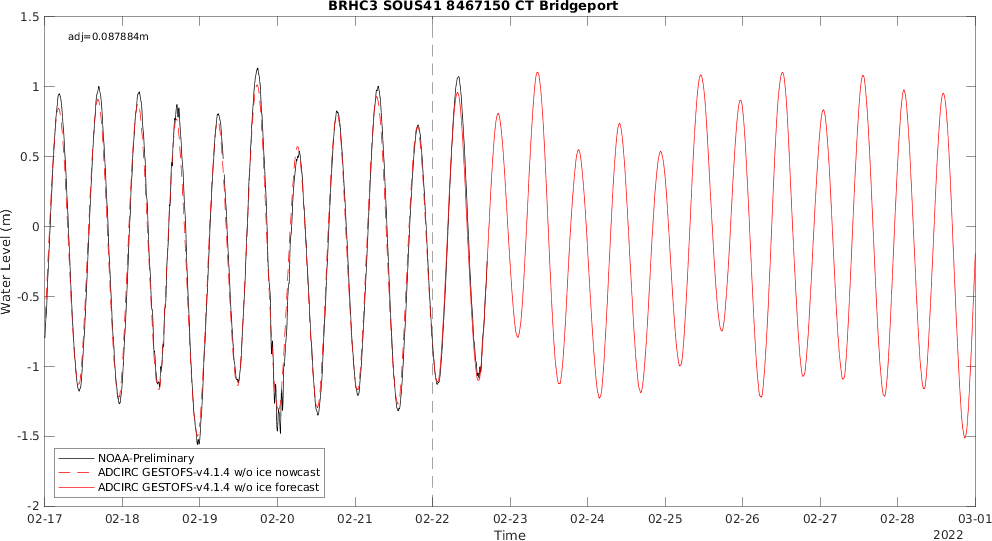 BRHC3 SOUS41 8467150 CT Bridgeport
adj=0.087884m
1.5
1
0.5
0
-0.5
-1
-1.5
-2
Water Level (m)
NOAA-Preliminary
ADCIRC GESTOFS-v4.1.4 w/o ice nowcast
ADCIRC GESTOFS-v4.1.4 w/o ice forecast
02-17 02-18 02-19 02-20 02-21 02-22 02-23 02-24 02-25 02-26 02-27 02-28 03-01
Time
2022